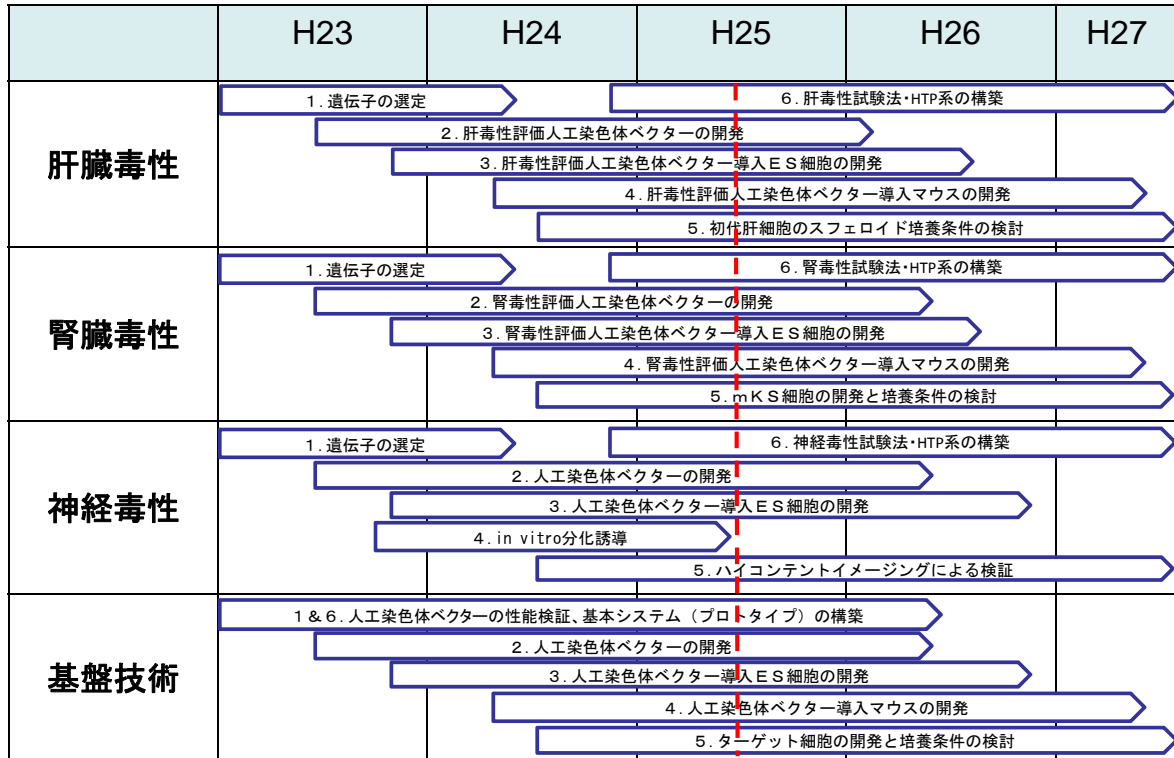 H23 H24 H25 H26 H27
肝臓毒性
1.遺伝子の選定
6.肝毒性試験法・HTP系の構築
2.肝毒性評価人工染色体ベクターの開発
3.肝毒性評価人工染色体ベクター導入ES細胞の開発
4.肝毒性評価人工染色体ベクター導入マウスの開発
5.初代肝細胞のスフェロイド培養条件の検討
腎臓毒性
1.遺伝子の選定
6.腎毒性試験法・HTP系の構築
2.腎毒性評価人工染色体ベクターの開発
3.腎毒性評価人工染色体ベクター導入ES細胞の開発
4.腎毒性評価人工染色体ベクター導入マウスの開発
5.mKS細胞の開発と培養条件の検討
神経毒性
1.遺伝子の選定
6.神経毒性試験法・HTP系の構築
2.人工染色体ベクターの開発
3.人工染色体ベクター導入ES細胞の開発
4.in vitro分化誘導
5.ハイコンテントイメージングによる検証
基盤技術
1&6.人工染色体ベクターの性能検証、基本システム(プロトタイプ)の構築
2.人工染色体ベクターの開発
3.人工染色体ベクター導入ES細胞の開発
4.人工染色体ベクター導入マウスの開発
5.ターゲット細胞の開発と培養条件の検討